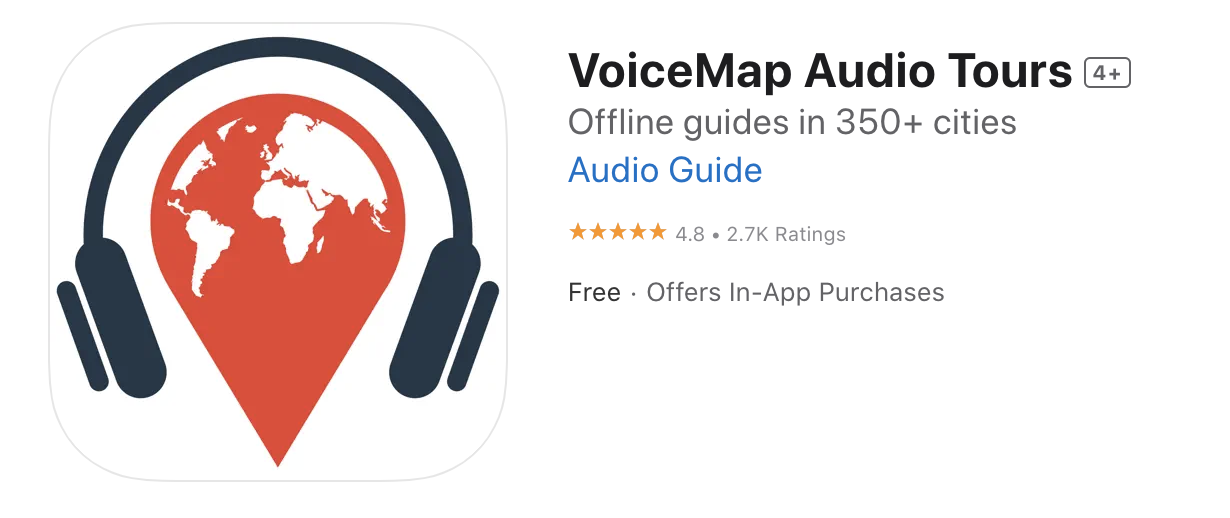 VoiceMap Audio Tours 4+
Offline guides in 350+ cities
Audio Guide
★★★★★ 4.8 • 2.7K Ratings
Free · Offers In-App Purchases